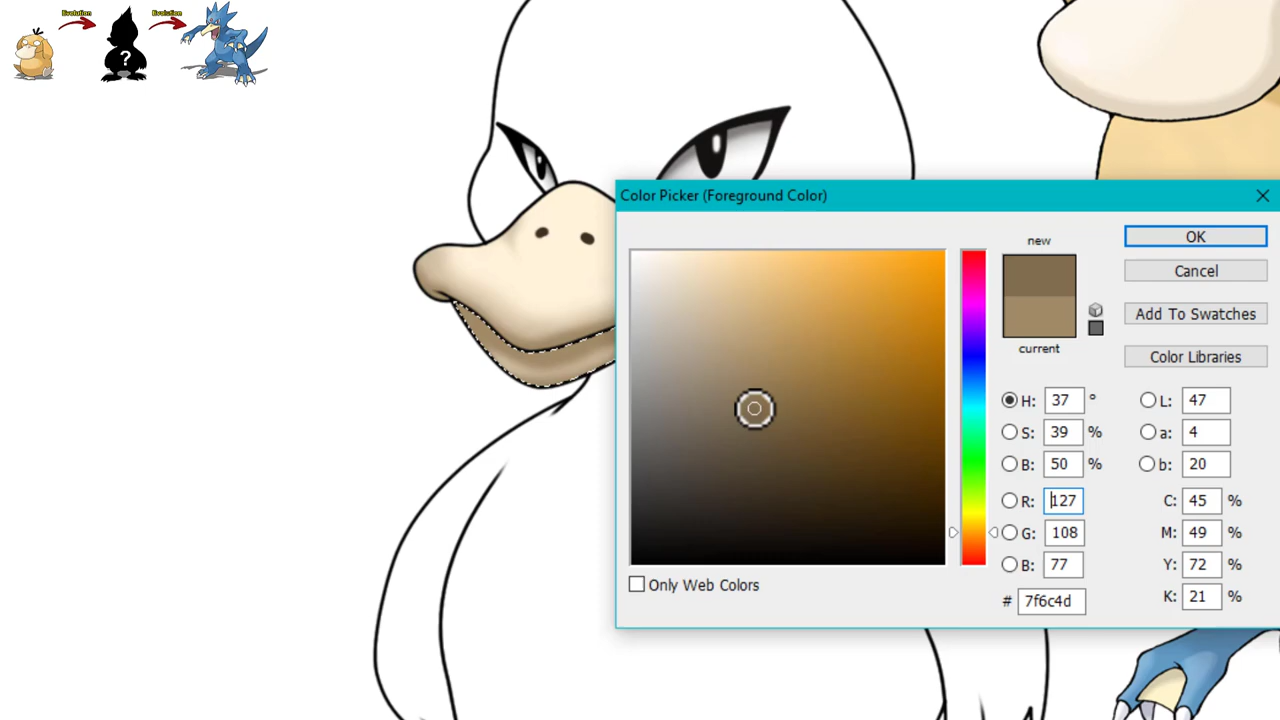 Evolution
Evolution
?
Color Picker (Foreground Color)
new
current
OK
Cancel
Add To Swatches
Color Libraries
H: 37 °
S: 39 %
B: 50 %
R: 127
G: 108
B: 77
# 7f6c4d
L: 47
a: 4
b: 20
C: 45 %
M: 49 %
Y: 72 %
K: 21 %
Only Web Colors